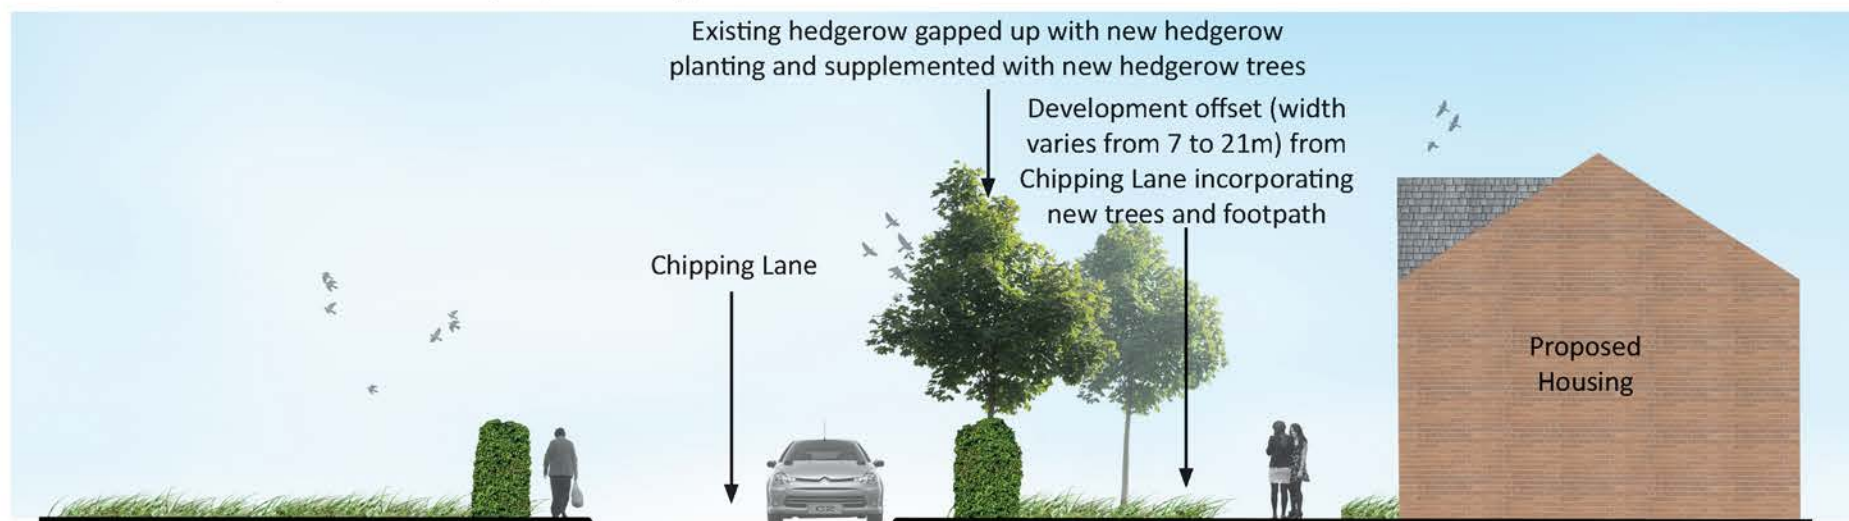 Existing hedgerow gapped up with new hedgerow
planting and supplemented with new hedgerow trees
Development offset (width
varies from 7 to 21m) from
Chipping Lane incorporating
new trees and footpath
Chipping Lane
Proposed
Housing